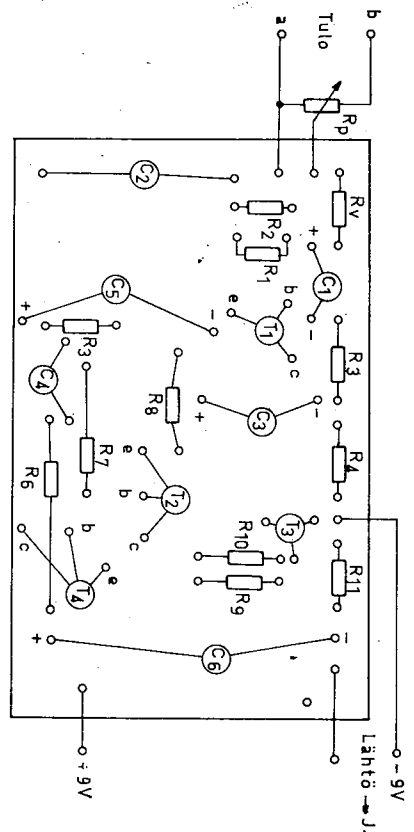 Tulo
a
b
Rp
C2
R2
R1
Rv
+
C1
-
b
e
T1
c
C5
+
-
R3
R3
C4
R8
+
C3
-
R4
R7
R6
e
b
T2
c
R10
R9
T3
R11
b
c
e
T4
+
C6
-
+9V
-9V
Lähtö → J.